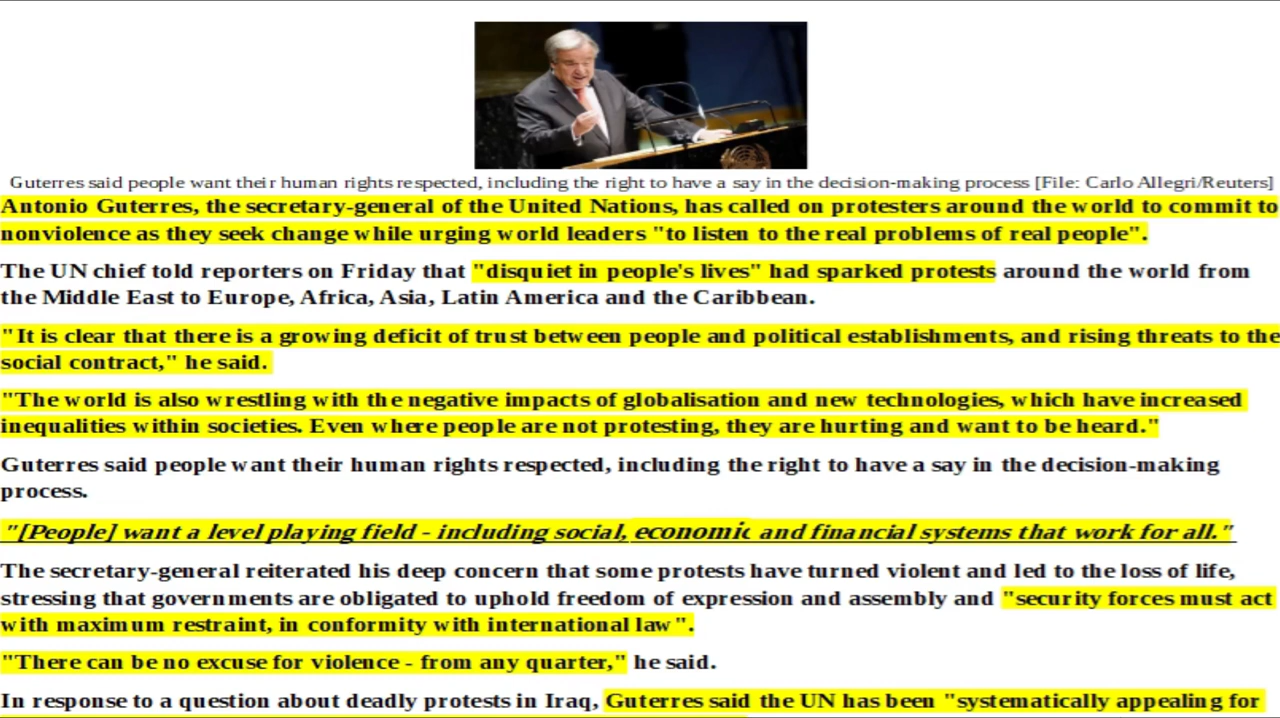 Guterres said people want their human rights respected, including the right to have a say in the decision-making process [File: Carlo Allegri/Reuters]
Antonio Guterres, the secretary-general of the United Nations, has called on protesters around the world to commit to
nonviolence as they seek change while urging world leaders "to listen to the real problems of real people".
The UN chief told reporters on Friday that "disquiet in people's lives" had sparked protests around the world from
the Middle East to Europe, Africa, Asia, Latin America and the Caribbean.
"It is clear that there is a growing deficit of trust between people and political establishments, and rising threats to the
social contract," he said.
"The world is also wrestling with the negative impacts of globalisation and new technologies, which have increased
inequalities within societies. Even where people are not protesting, they are hurting and want to be heard."
Guterres said people want their human rights respected, including the right to have a say in the decision-making
process.
"[People] want a level playing field - including social, economic and financial systems that work for all."
The secretary-general reiterated his deep concern that some protests have turned violent and led to the loss of life,
stressing that governments are obligated to uphold freedom of expression and assembly and "security forces must act
with maximum restraint, in conformity with international law".
"There can be no excuse for violence - from any quarter," he said.
In response to a question about deadly protests in Iraq, Guterres said the UN has been "systematically appealing for